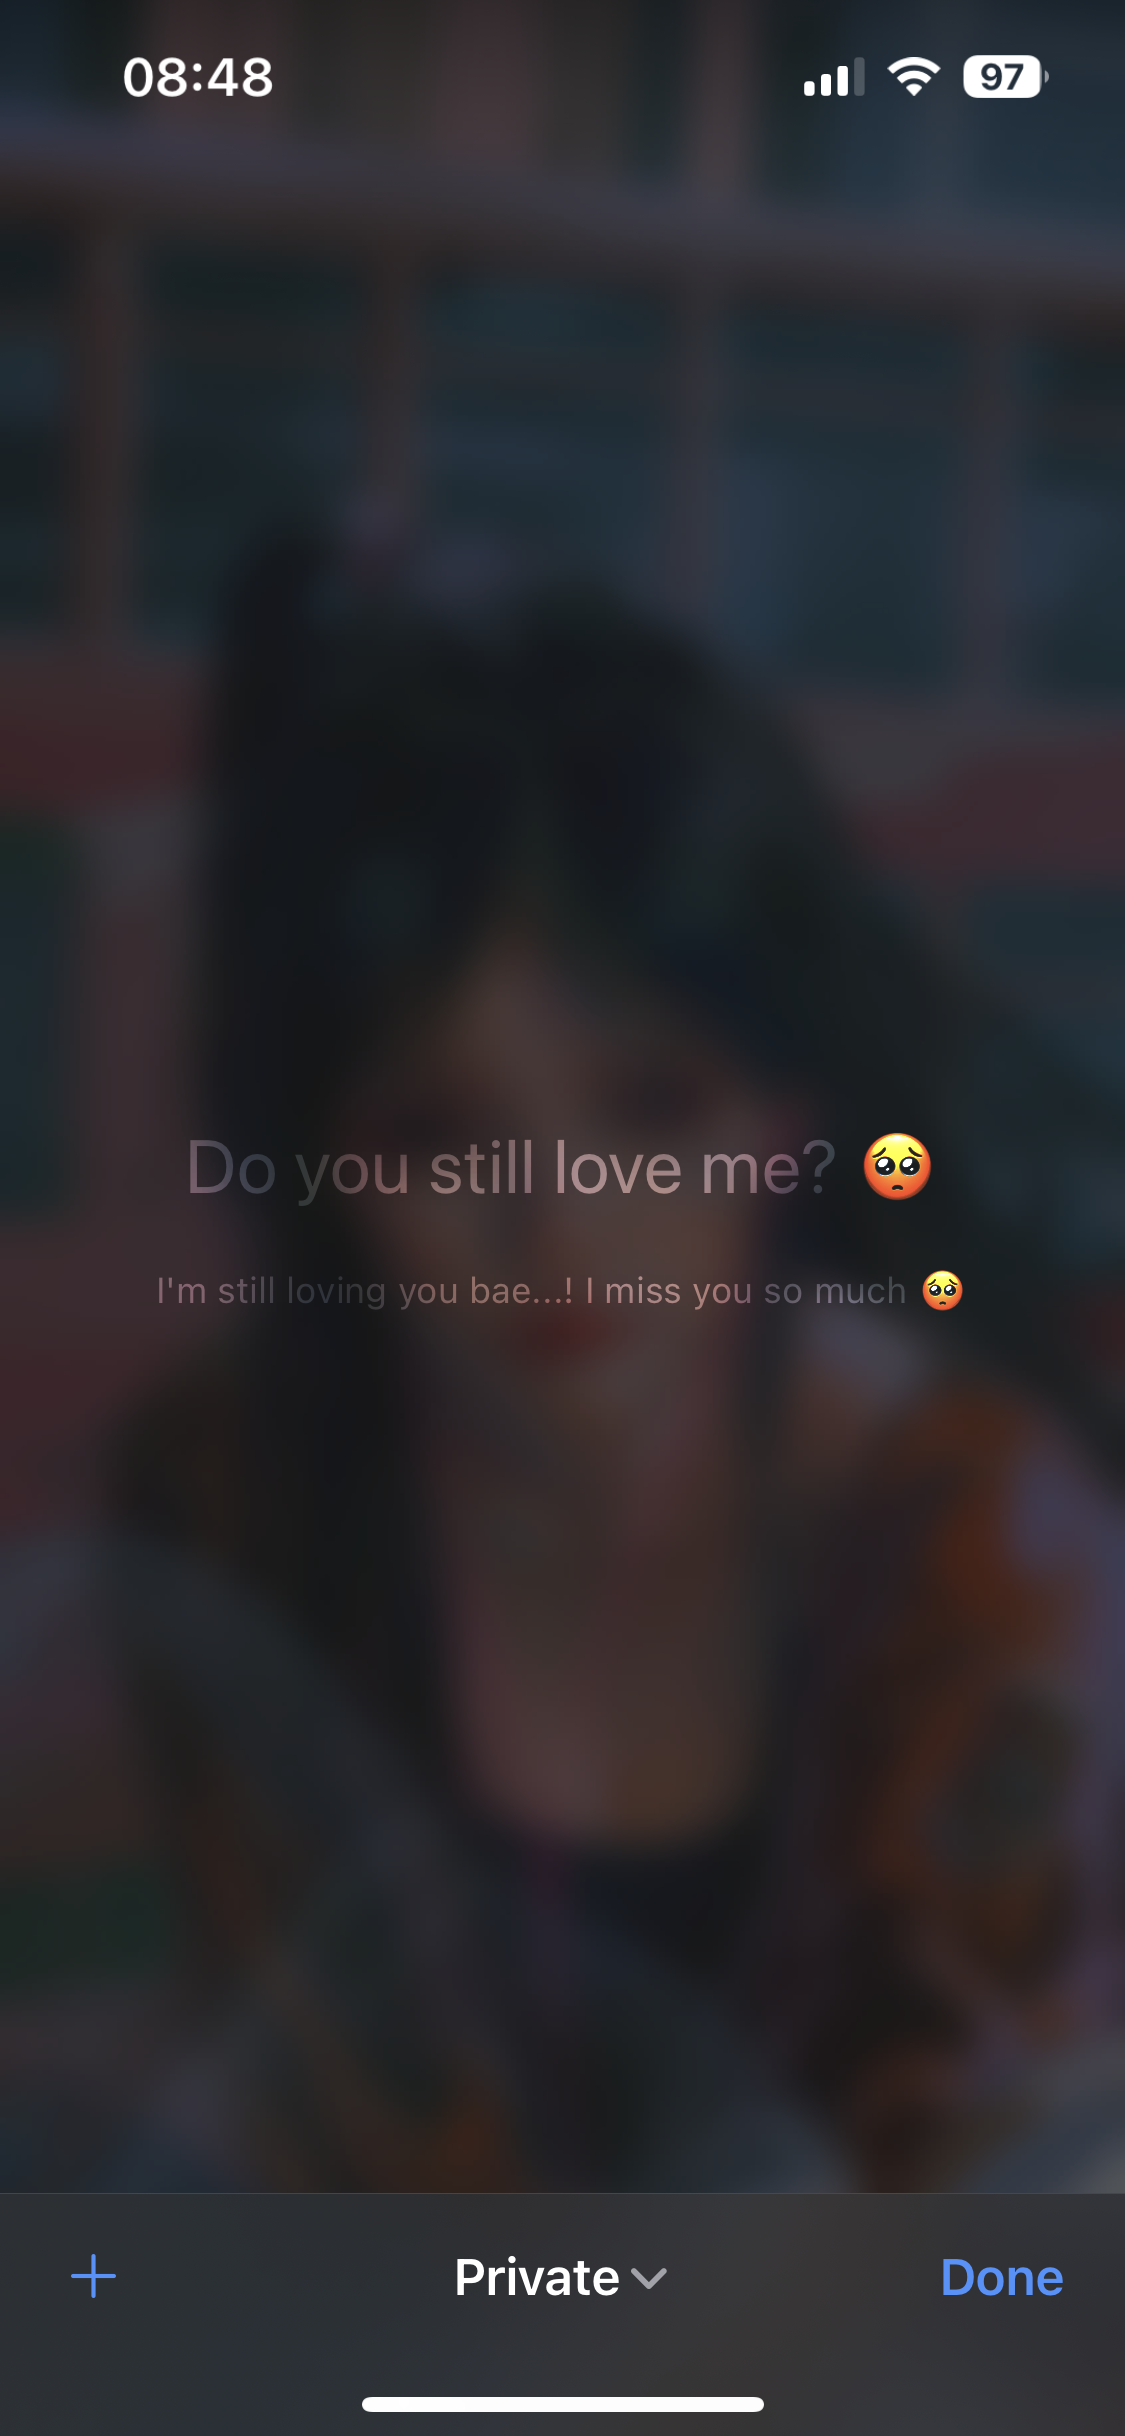 08:48
97
Do you still love me? 🥺
I'm still loving you bae...! I miss you so much 🥺
Private
Done